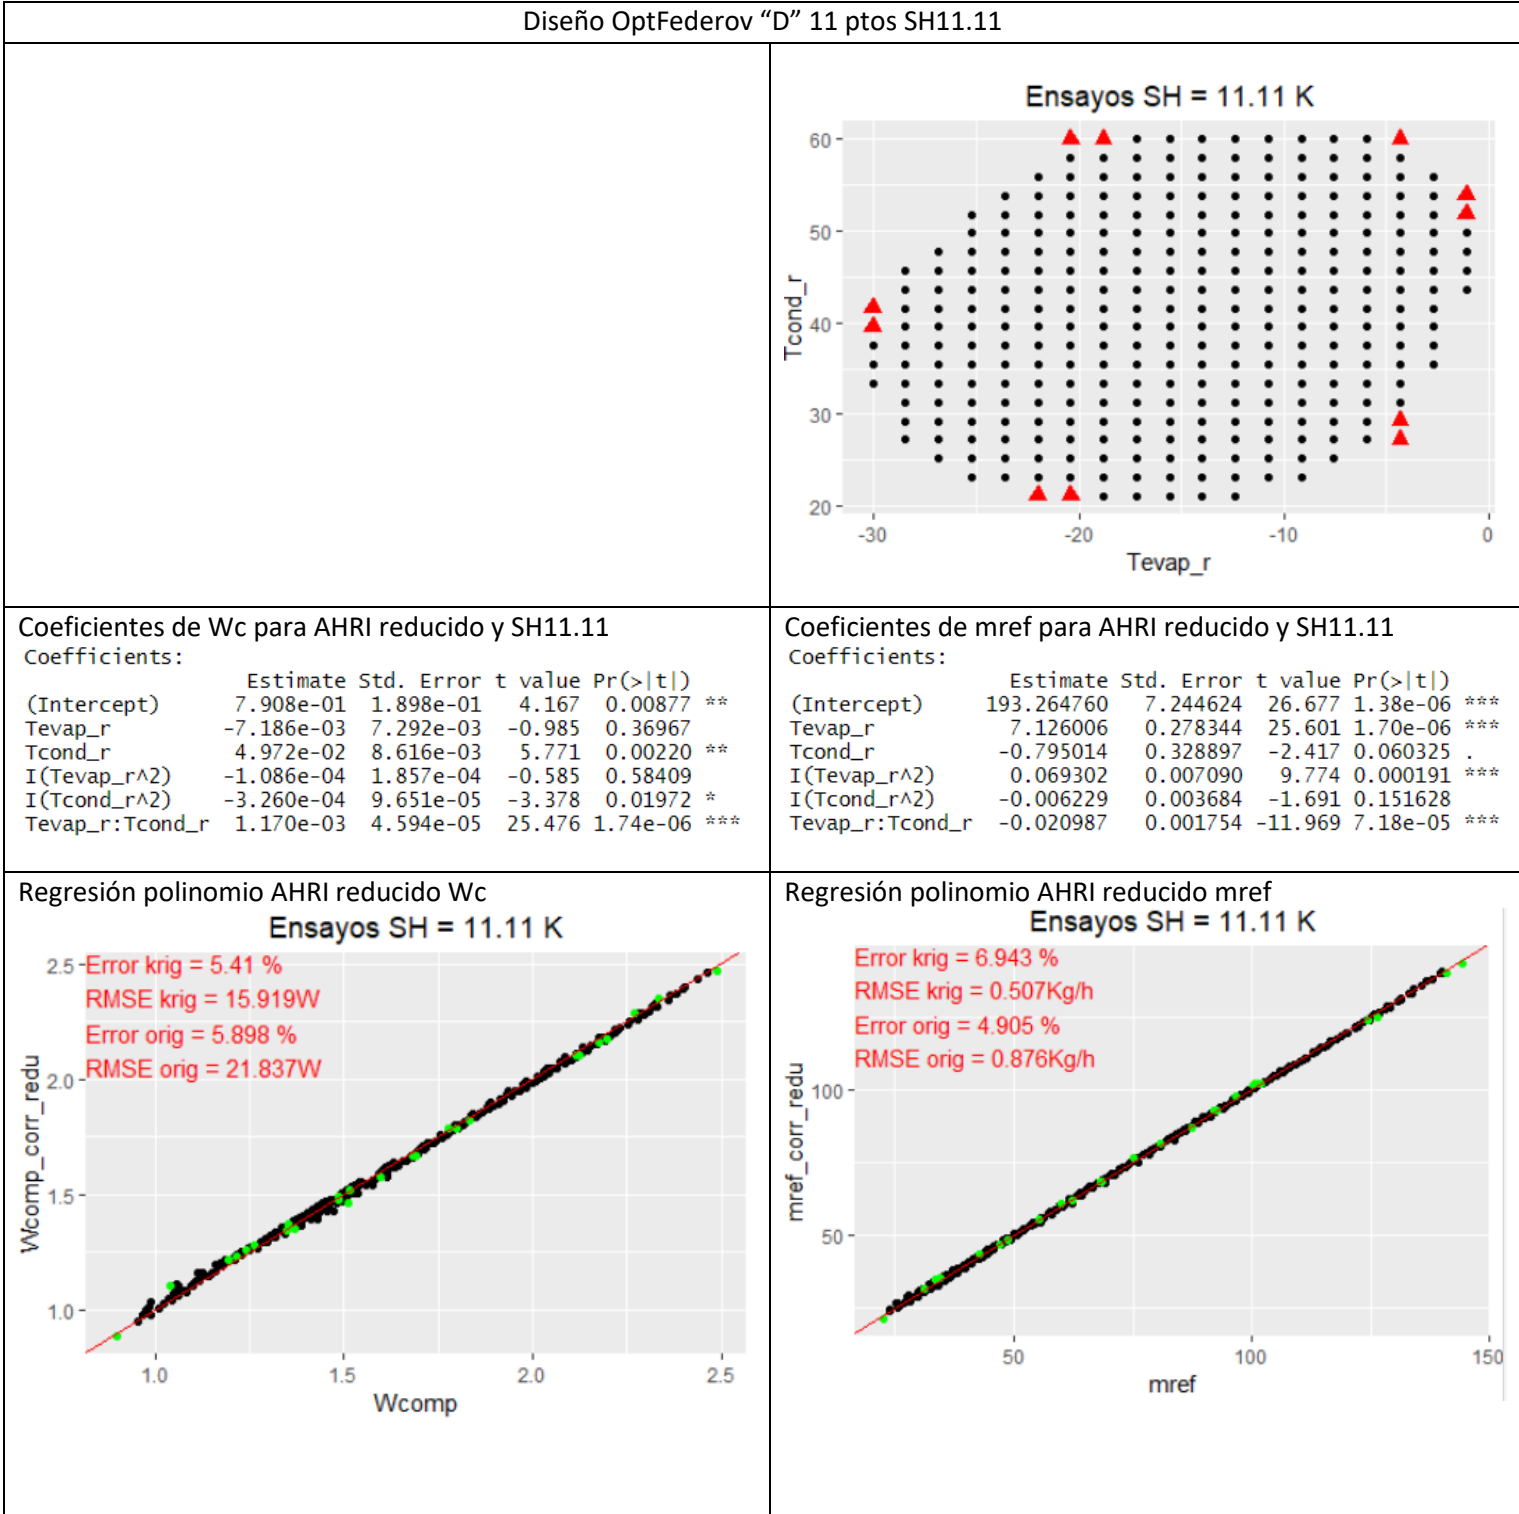 Diseño OptFederov “D” 11 ptos SH11.11
Ensayos SH = 11.11 K
60
50
40
30
20
Tcond_r
-30 -20 -10 0
Tevap_r
Coeficientes de Wc para AHRI reducido y SH11.11
Coefficients:
Estimate Std. Error t value Pr(>|t|)
(Intercept) 7.908e-01 1.898e-01 4.167 0.00877 **
Tevap_r -7.186e-03 7.292e-03 -0.985 0.36967
Tcond_r 4.972e-02 8.616e-03 5.771 0.00220 **
I(Tevap_r^2) -1.086e-04 1.857e-04 -0.585 0.58409
I(Tcond_r^2) -3.260e-04 9.651e-05 -3.378 0.01972 *
Tevap_r:Tcond_r 1.170e-03 4.594e-05 25.476 1.74e-06 ***
Coeficientes de mref para AHRI reducido y SH11.11
Coefficients:
Estimate Std. Error t value Pr(>|t|)
(Intercept) 193.264760 7.244624 26.677 1.38e-06 ***
Tevap_r 7.126006 0.278344 25.601 1.70e-06 ***
Tcond_r -0.795014 0.328897 -2.417 0.060325 .
I(Tevap_r^2) 0.069302 0.007090 9.774 0.000191 ***
I(Tcond_r^2) -0.006229 0.003684 -1.691 0.151628
Tevap_r:Tcond_r -0.020987 0.001754 -11.969 7.18e-05 ***
Regresión polinomio AHRI reducido Wc
Ensayos SH = 11.11 K
Error krig = 5.41 %
RMSE krig = 15.919W
Error orig = 5.898 %
RMSE orig = 21.837W
2.5
2.0
1.5
1.0
Wcomp_corr_redu
1.0 1.5 2.0 2.5
Wcomp
Regresión polinomio AHRI reducido mref
Ensayos SH = 11.11 K
Error krig = 6.943 %
RMSE krig = 0.507Kg/h
Error orig = 4.905 %
RMSE orig = 0.876Kg/h
100
50
mref_corr_redu
50 100 150
mref